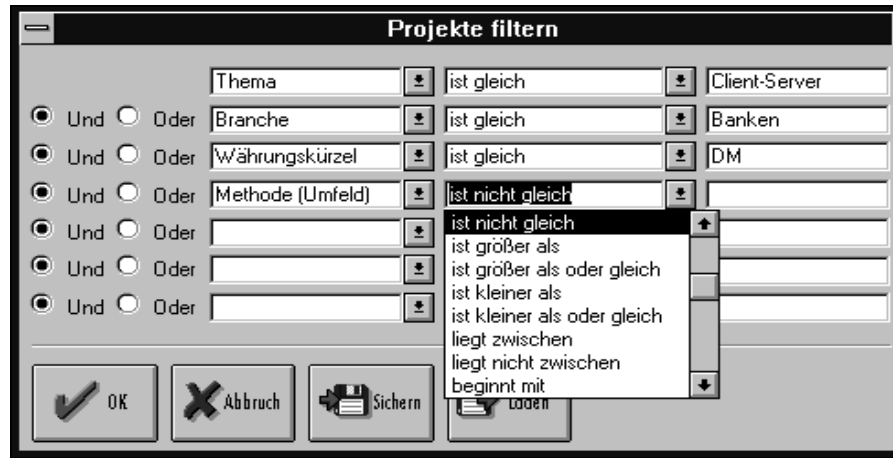 Projekte filtern
Thema ist gleich Client-Server
Und Oder Branche ist gleich Banken
Und Oder Währungskürzel ist gleich DM
Und Oder Methode (Umfeld) ist nicht gleich
Und Oder
Und Oder
Und Oder
ist nicht gleich
ist größer als
ist größer als oder gleich
ist kleiner als
ist kleiner als oder gleich
liegt zwischen
liegt nicht zwischen
beginnt mit
OK Abbruch Sichern Laden